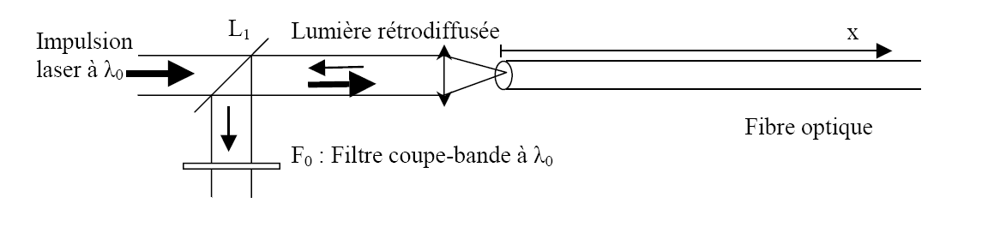 Impulsion
laser à λ0
L1
Lumière rétrodiffusée
x
Fibre optique
F0 : Filtre coupe-bande à λ0